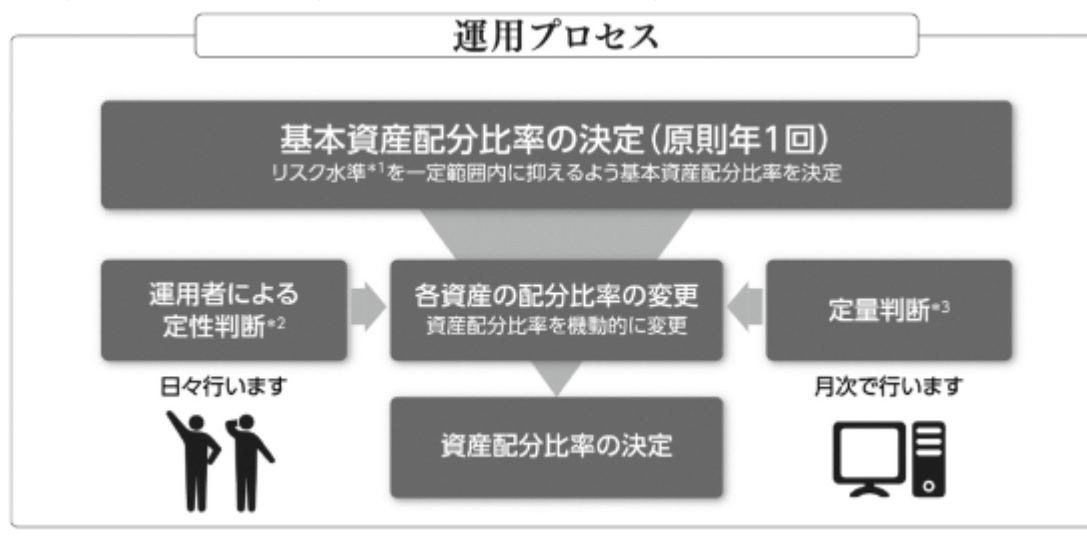 運用プロセス
基本資産配分比率の決定(原則年1回)
リスク水準*1を一定範囲内に抑えるよう基本資産配分比率を決定
運用者による
定性判断*2
各資産の配分比率の変更
資産配分比率を機動的に変更
定量判断*3
日々行います
月次で行います
資産配分比率の決定